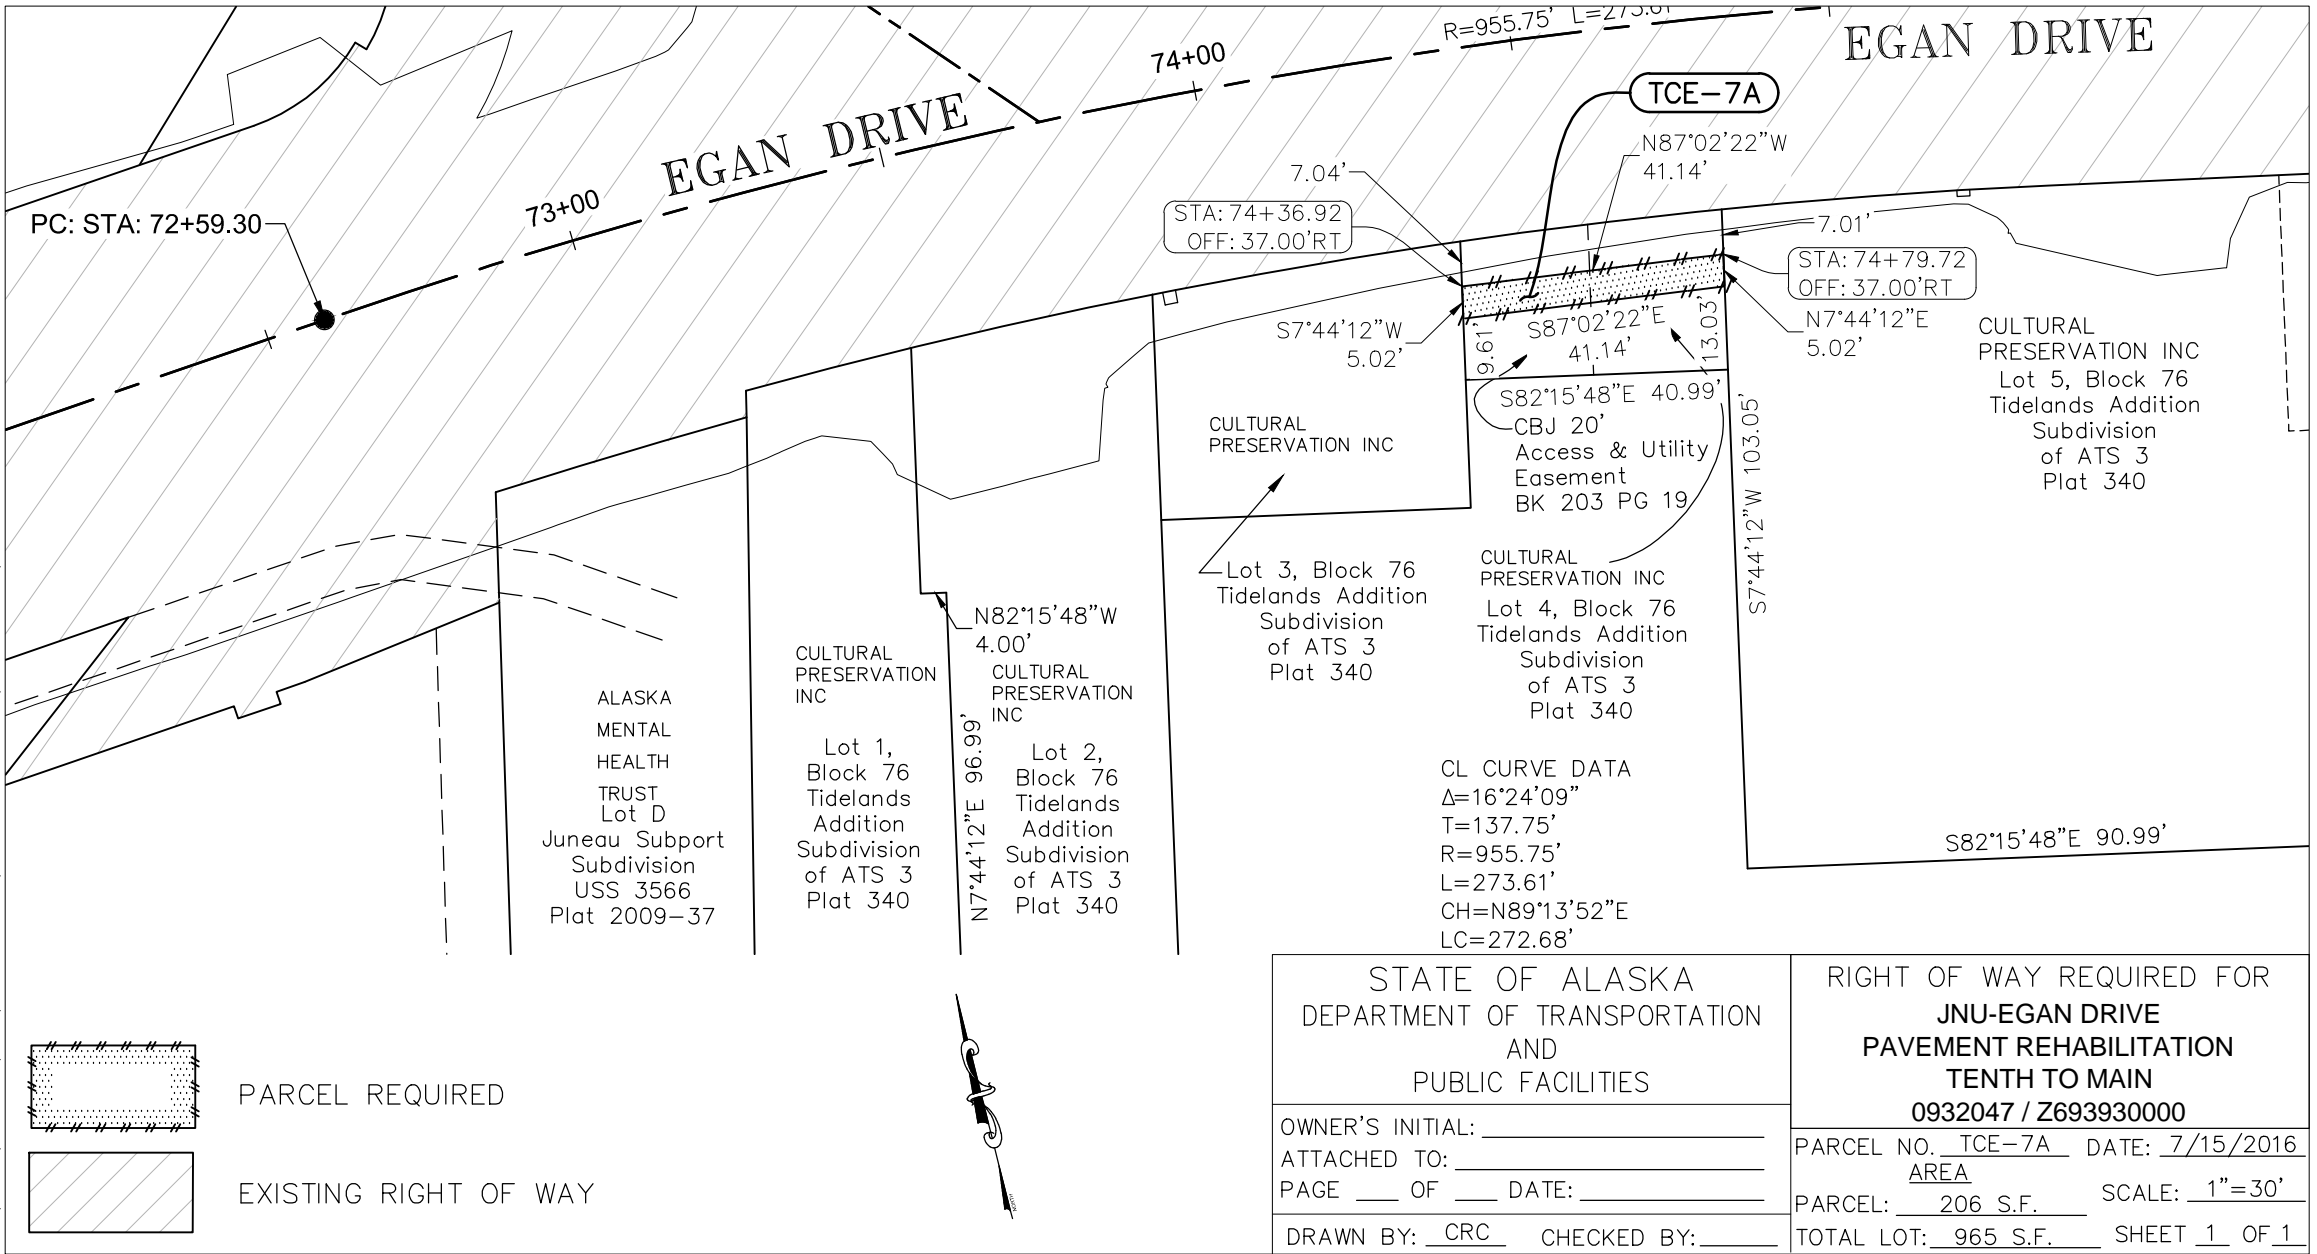 R=955.75' L=273.61'
EGAN DRIVE
74+00
TCE-7A
EGAN DRIVE
N87°02'22"W
41.14'
7.04'
73+00
STA: 74+36.92
OFF: 37.00'RT
PC: STA: 72+59.30
7.01'
STA: 74+79.72
OFF: 37.00'RT
S7°44'12"W
5.02'
9.61'
S87°02'22"E
41.14'
13.03'
N7°44'12"E
5.02'
CULTURAL
PRESERVATION INC
Lot 5, Block 76
Tidelands Addition
Subdivision
of ATS 3
Plat 340
S82°15'48"E 40.99'
CBJ 20'
Access & Utility
Easement
BK 203 PG 19
CULTURAL
PRESERVATION INC
S7°44'12"W 103.05'
Lot 3, Block 76
Tidelands Addition
Subdivision
of ATS 3
Plat 340
CULTURAL
PRESERVATION INC
Lot 4, Block 76
Tidelands Addition
Subdivision
of ATS 3
Plat 340
N82°15'48"W
4.00'
CULTURAL
PRESERVATION
INC
Lot 1,
Block 76
Tidelands
Addition
Subdivision
of ATS 3
Plat 340
N7°44'12"E 96.99'
CULTURAL
PRESERVATION
INC
Lot 2,
Block 76
Tidelands
Addition
Subdivision
of ATS 3
Plat 340
ALASKA
MENTAL
HEALTH
TRUST
Lot D
Juneau Subport
Subdivision
USS 3566
Plat 2009-37
CL CURVE DATA
Δ=16°24'09"
T=137.75'
R=955.75'
L=273.61'
CH=N89°13'52"E
LC=272.68'
S82°15'48"E 90.99'
PARCEL REQUIRED
EXISTING RIGHT OF WAY
NORTH
STATE OF ALASKA
DEPARTMENT OF TRANSPORTATION
AND
PUBLIC FACILITIES
OWNER'S INITIAL:
ATTACHED TO:
PAGE OF DATE:
DRAWN BY: CRC CHECKED BY:
RIGHT OF WAY REQUIRED FOR
JNU-EGAN DRIVE
PAVEMENT REHABILITATION
TENTH TO MAIN
0932047 / Z693930000
PARCEL NO. TCE-7A DATE: 7/15/2016
AREA
PARCEL: 206 S.F. SCALE: 1"=30'
TOTAL LOT: 965 S.F. SHEET 1 OF 1